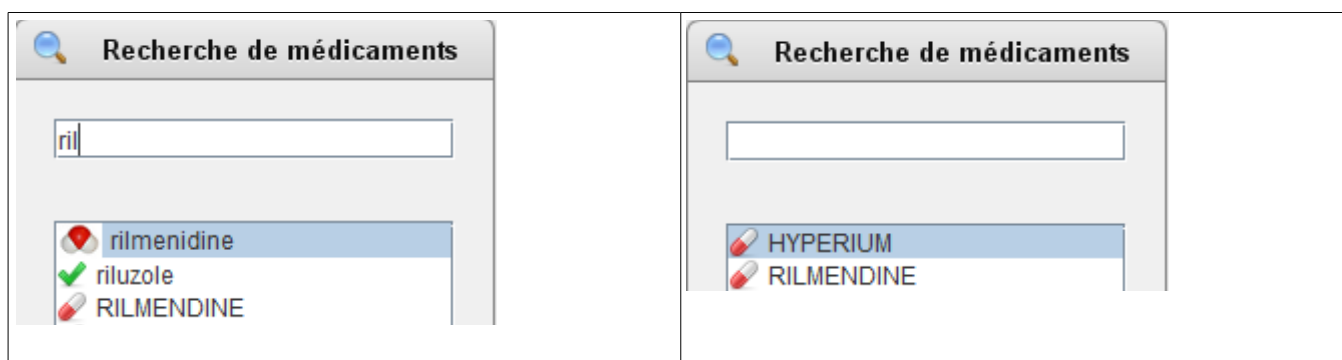 Recherche de médicaments
ril
rilmenidine
riluzole
RILMENDINE
Recherche de médicaments
HYPERIUM
RILMENDINE